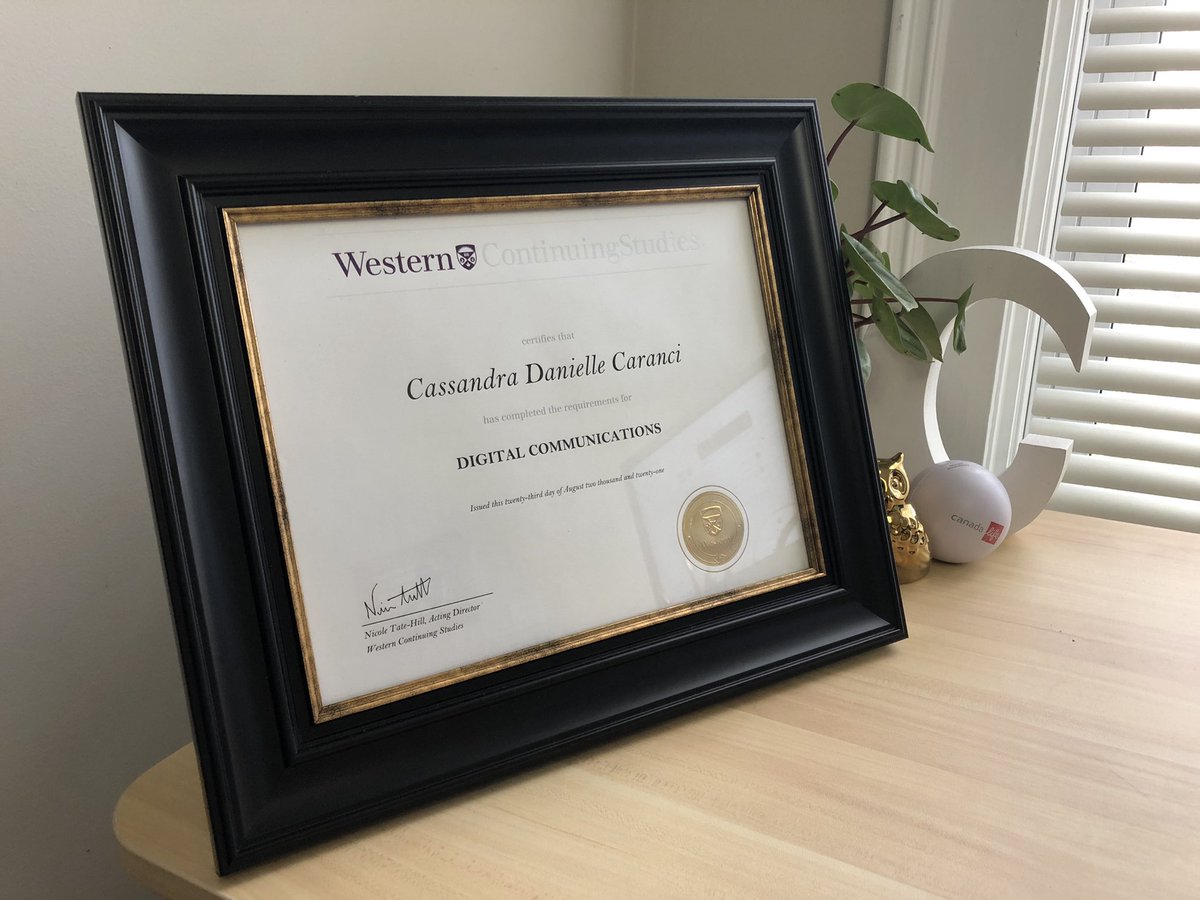 Western ContinuingStudies
certifies that
Cassandra Danielle Caranci
has completed the requirements for
DIGITAL COMMUNICATIONS
Issued this twenty-third day of August two thousand and twenty-one
Nicole Tate-Hill, Acting Director
Western Continuing Studies
canada